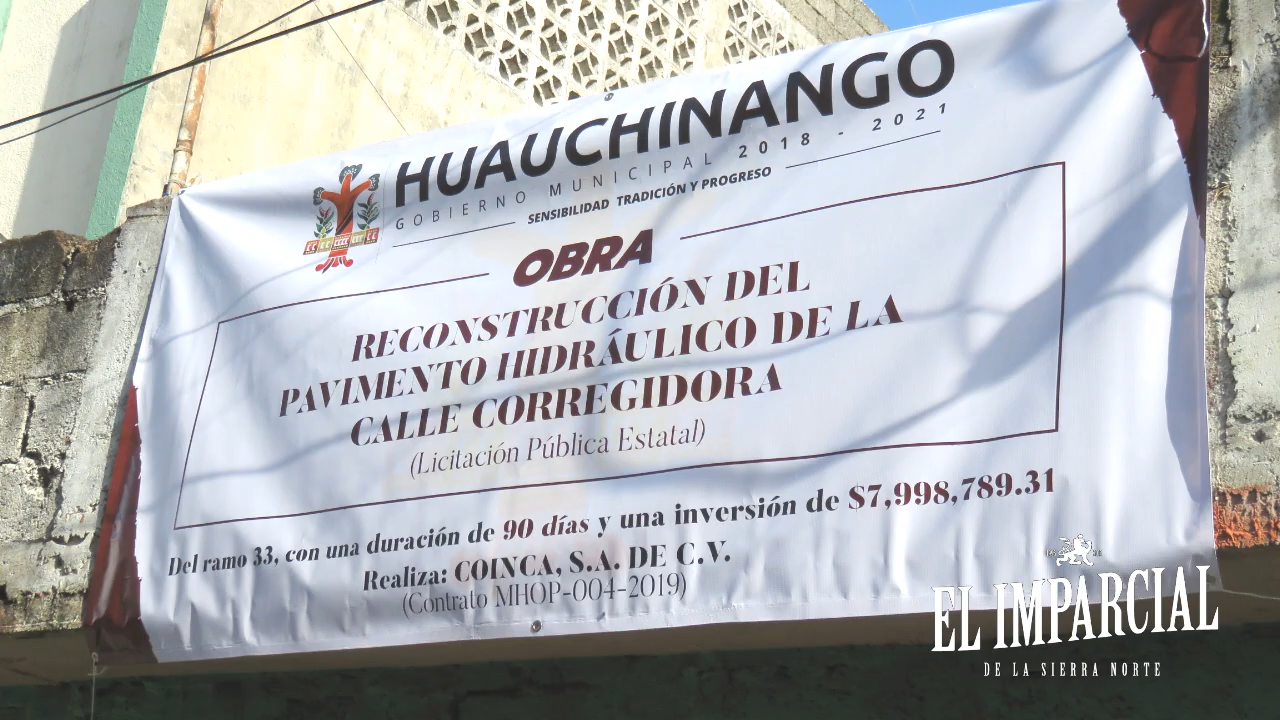 HUAUCHINANGO
GOBIERNO MUNICIPAL 2018 - 2021
SENSIBILIDAD TRADICIÓN Y PROGRESO
OBRA
RECONSTRUCCIÓN DEL
PAVIMENTO HIDRÁULICO DE LA
CALLE CORREGIDORA
(Licitación Pública Estatal)
Del ramo 33, con una duración de 90 días y una inversión de $7,998,789.31
Realiza: COINCA, S.A. DE C.V.
(Contrato MHOP-004-2019)
EL IMPARCIAL
DE LA SIERRA NORTE